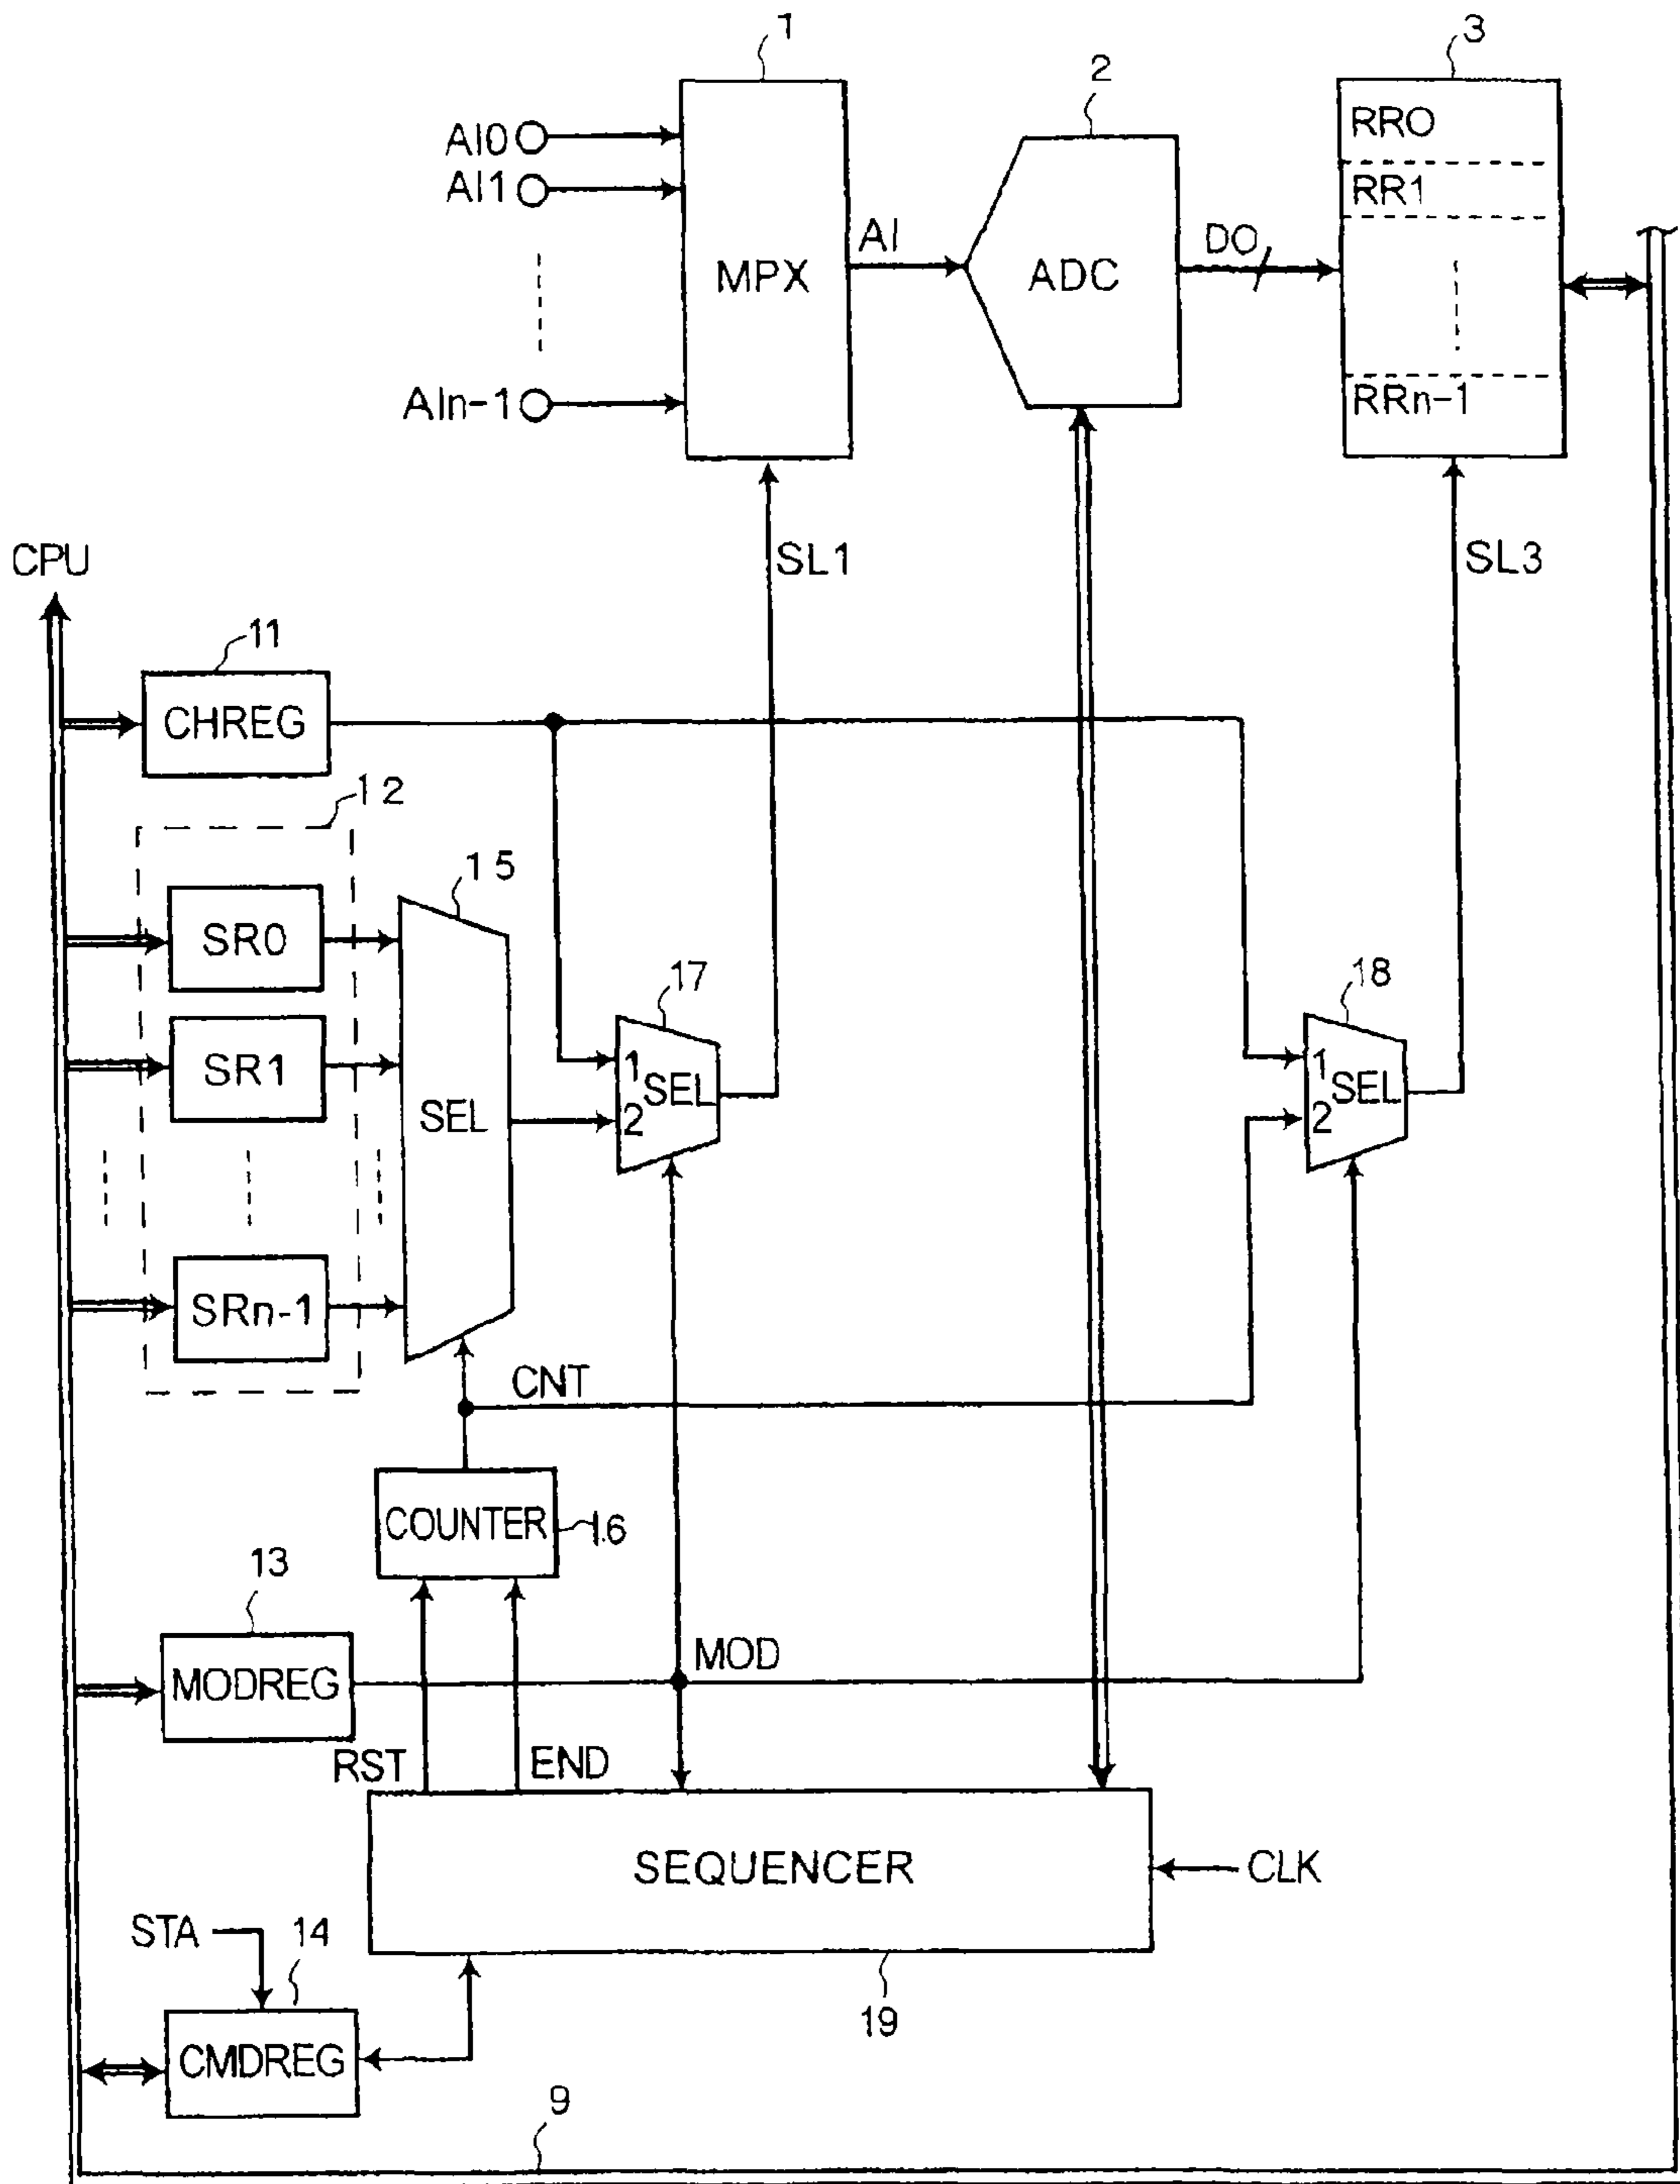 1
2
3
AI0
AI1
AIn-1
MPX
AI
ADC
DO
RR0
RR1
RRn-1
CPU
SL1
SL3
11
CHREG
12
SR0
SR1
SRn-1
15
SEL
17
1
2
SEL
18
1
2
SEL
CNT
COUNTER
16
13
MODREG
MOD
RST
END
SEQUENCER
CLK
19
STA
14
CMDREG
9